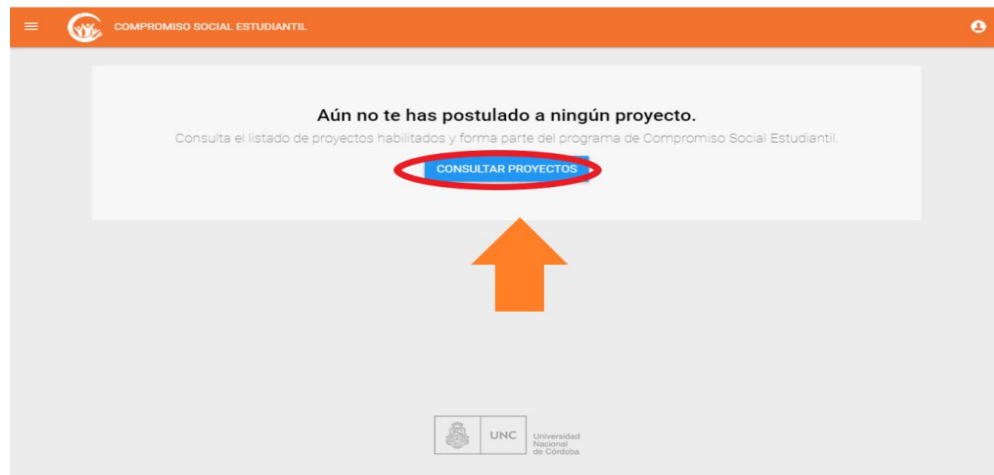 COMPROMISO SOCIAL ESTUDIANTIL
Aún no te has postulado a ningún proyecto.
Consulta el listado de proyectos habilitados y forma parte del programa de Compromiso Social Estudiantil.
CONSULTAR PROYECTOS
UNC
Universidad
Nacional
de Córdoba